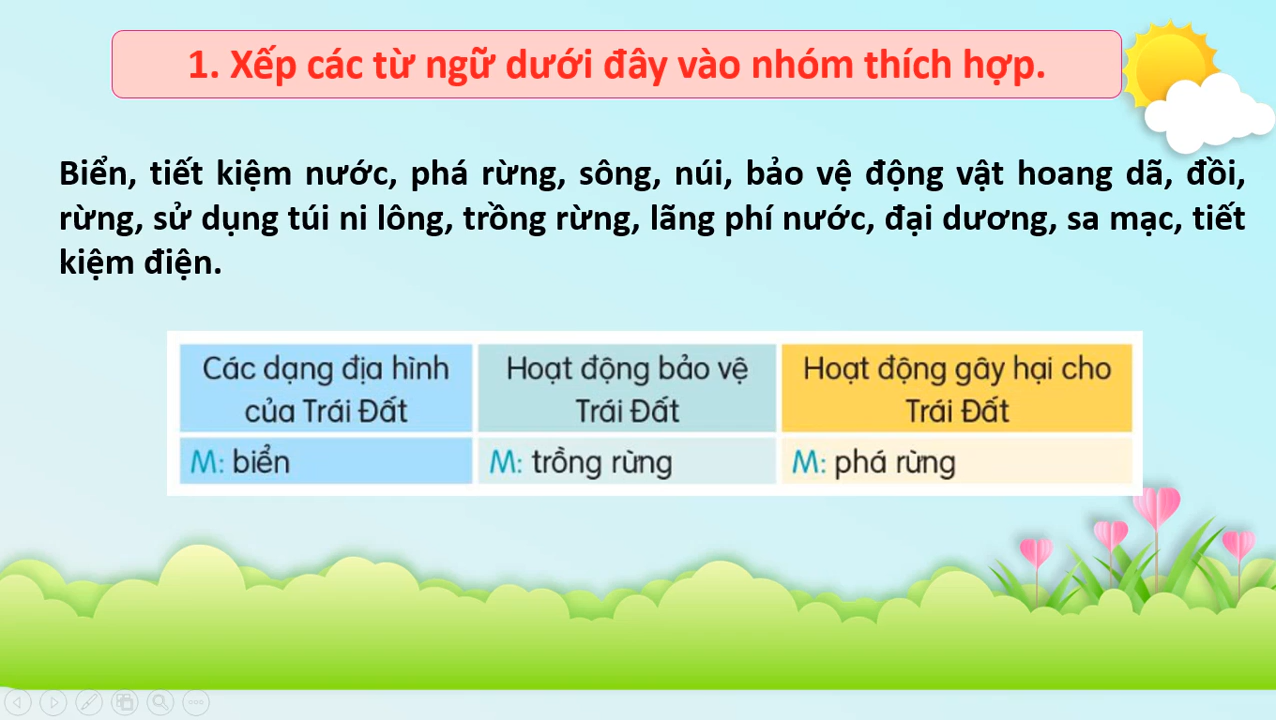 1. Xếp các từ ngữ dưới đây vào nhóm thích hợp.
Biển, tiết kiệm nước, phá rừng, sông, núi, bảo vệ động vật hoang dã, đồi,
rừng, sử dụng túi ni lông, trồng rừng, lãng phí nước, đại dương, sa mạc, tiết
kiệm điện.
Các dạng địa hình
của Trái Đất
Hoạt động bảo vệ
Trái Đất
Hoạt động gây hại cho
Trái Đất
M: biển
M: trồng rừng
M: phá rừng